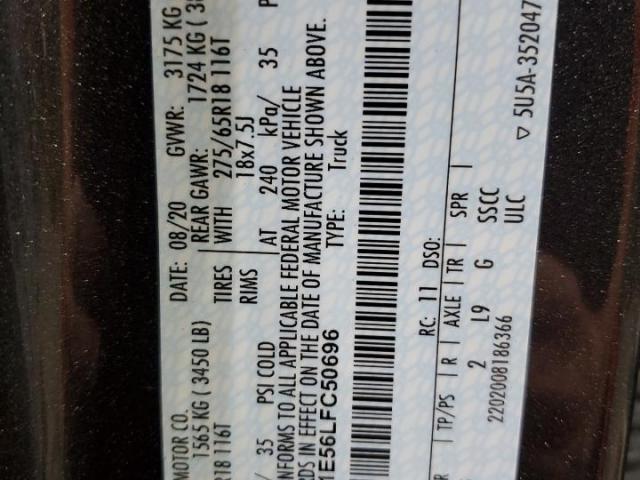 MOTOR CO. DATE: 08/20 GVWR: 3175 KG
1565 KG ( 3450 LB) REAR GAWR: 1724 KG ( 38
R18 116T TIRES WITH 275/65R18 116T
RIMS 18x7.5J
/ 35 PSI COLD AT 240 kPa/ 35 P
NFORMS TO ALL APPLICABLE FEDERAL MOTOR VEHICLE
RDS IN EFFECT ON THE DATE OF MANUFACTURE SHOWN ABOVE.
1E56LFC50696 TYPE: Truck
RC: 11 DSO:
R TP/PS R AXLE TR SPR
2 L9 G SSCC
2202008186366 ULC ▽ 5U5A-352047